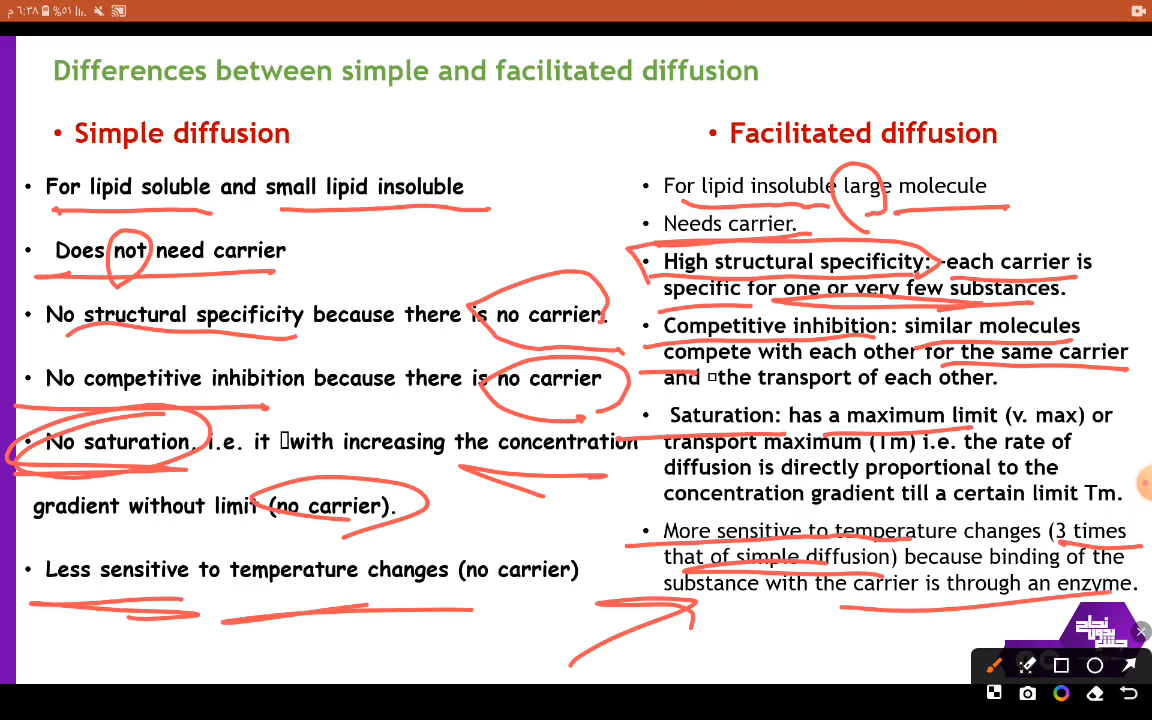 ٦:٣٨ م ٥١%
Differences between simple and facilitated diffusion
• Simple diffusion
• For lipid soluble and small lipid insoluble
• Does not need carrier
• No structural specificity because there is no carrier.
• No competitive inhibition because there is no carrier
• No saturation, i.e. it □with increasing the concentration
gradient without limit (no carrier).
• Less sensitive to temperature changes (no carrier)
• Facilitated diffusion
• For lipid insoluble large molecule
• Needs carrier.
• High structural specificity: -each carrier is
specific for one or very few substances.
• Competitive inhibition: similar molecules
compete with each other for the same carrier
and □the transport of each other.
• Saturation: has a maximum limit (v. max) or
transport maximum (Tm) i.e. the rate of
diffusion is directly proportional to the
concentration gradient till a certain limit Tm.
• More sensitive to temperature changes (3 times
that of simple diffusion) because binding of the
substance with the carrier is through an enzyme.